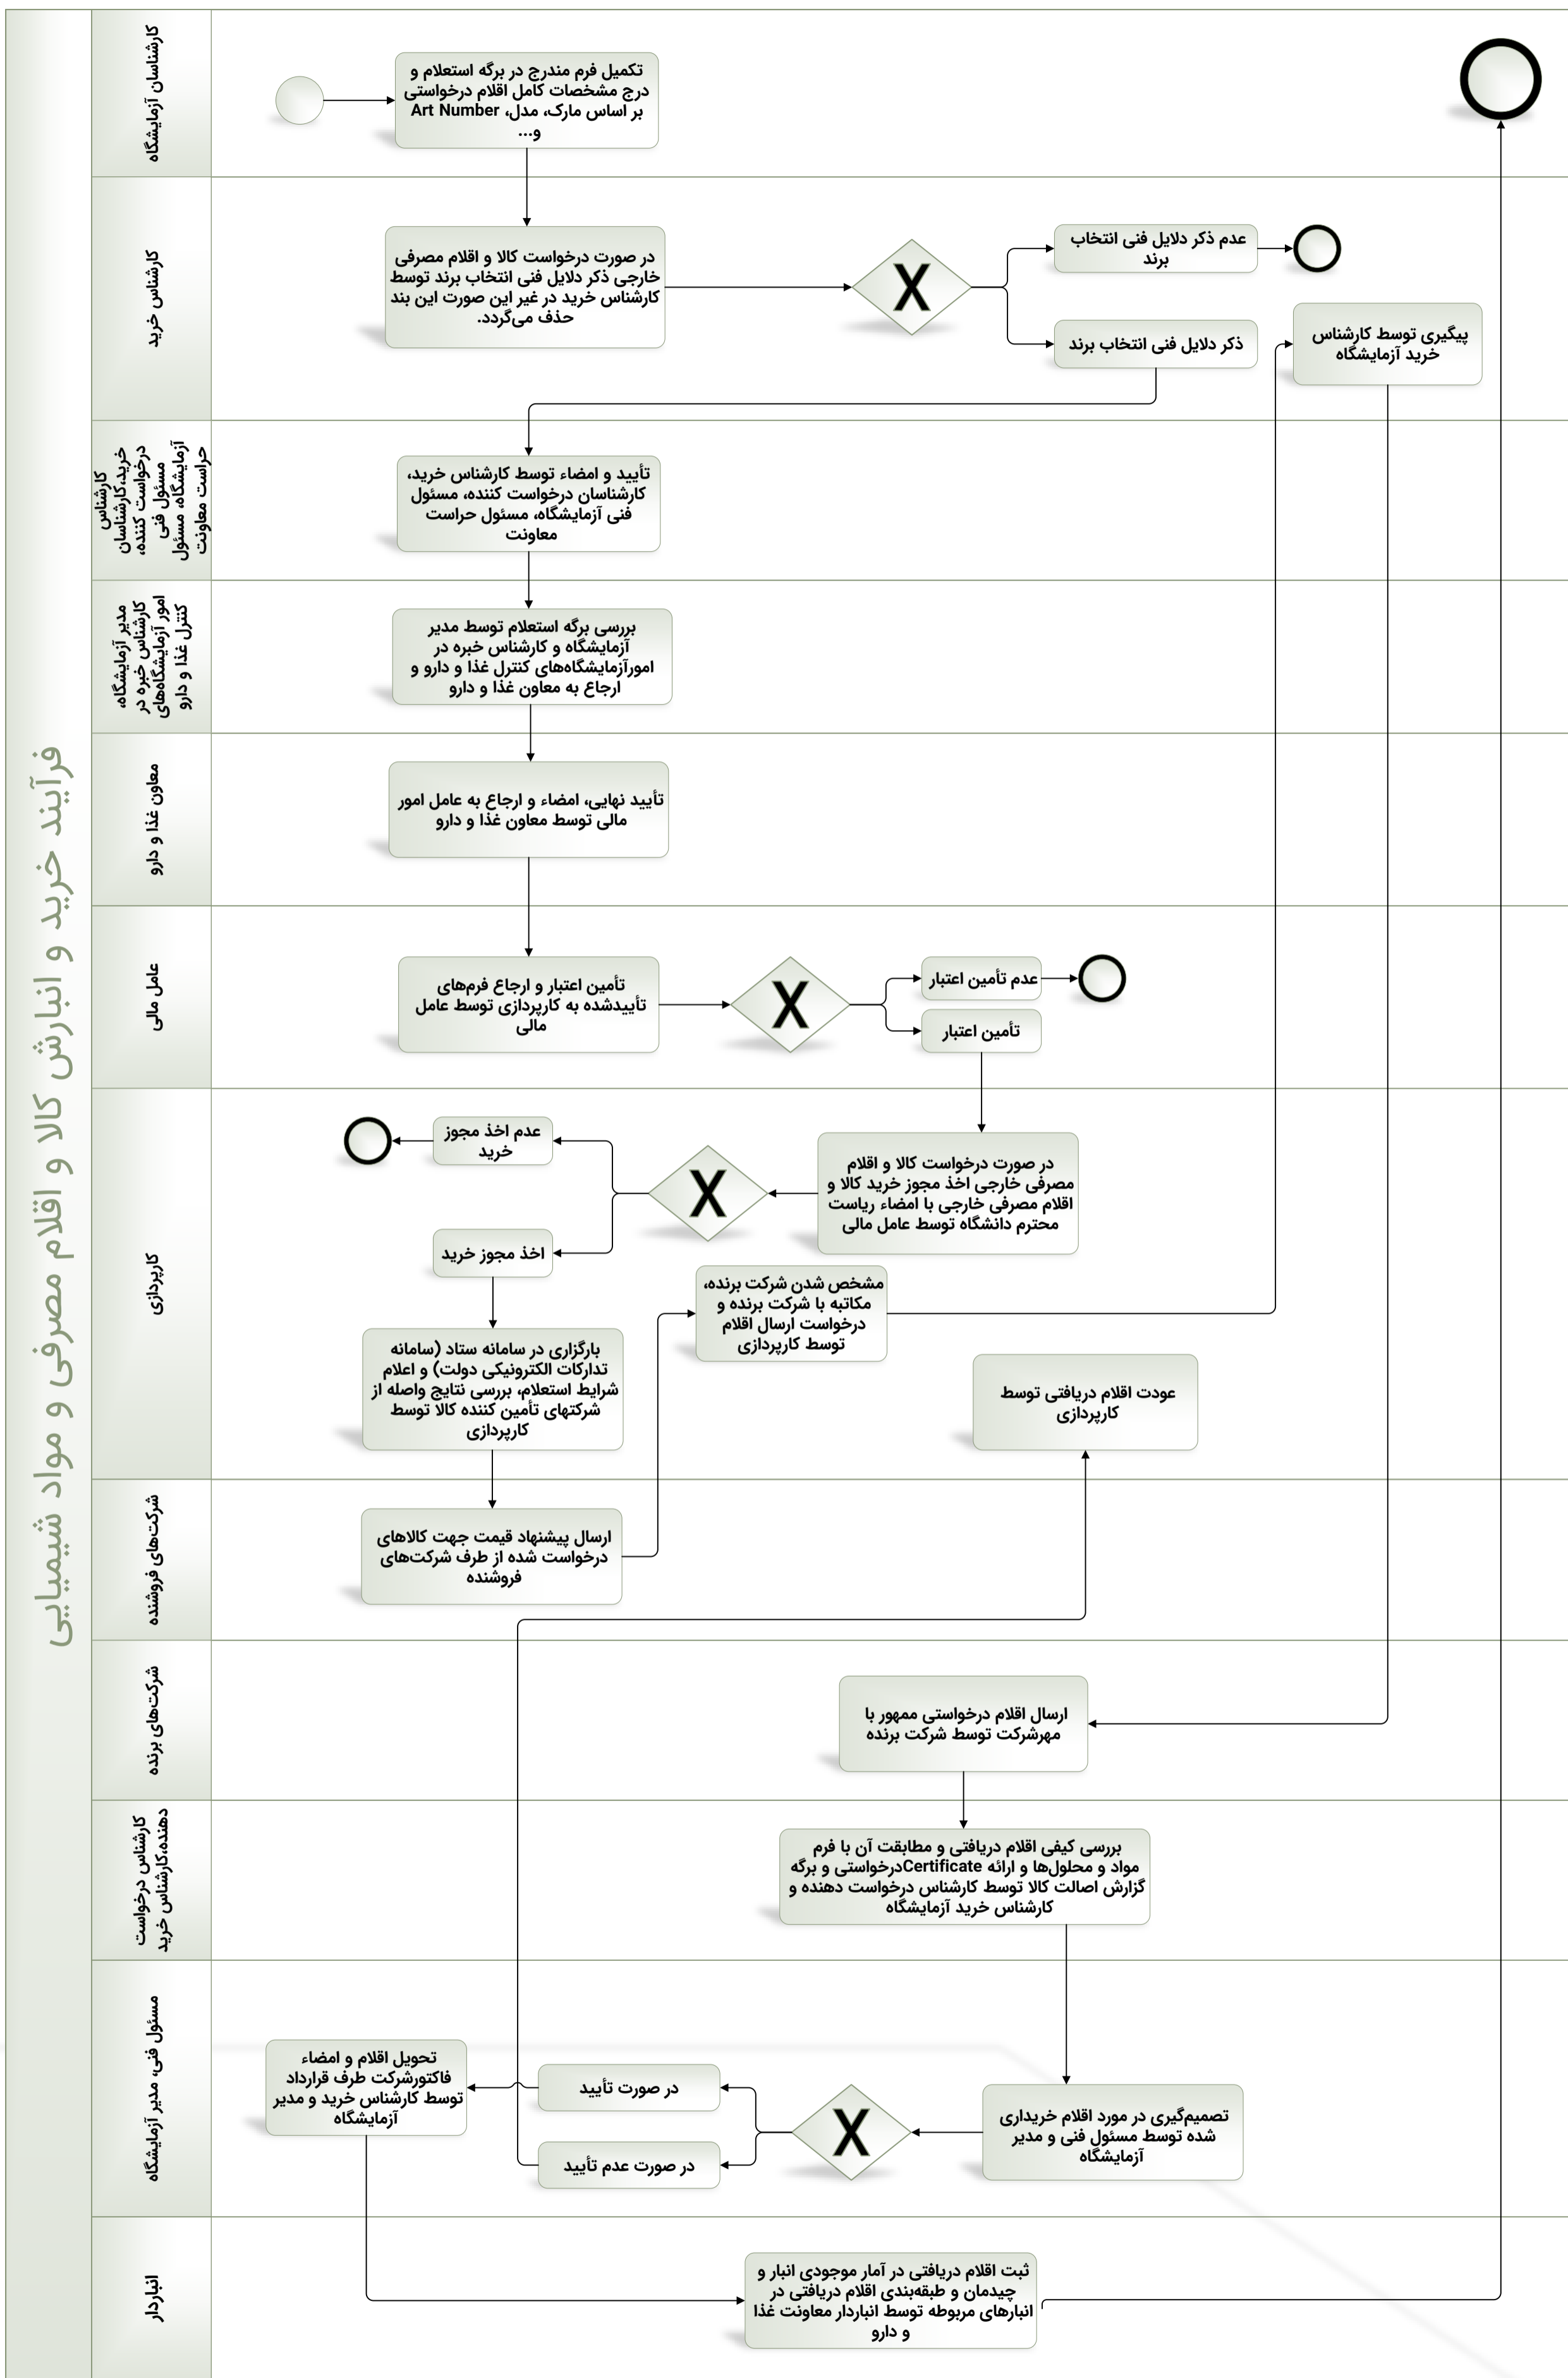 فرآیند خرید و انبارش کالا و اقلام مصرفی و مواد شیمیایی
کارشناسان آزمایشگاه
تکمیل فرم مندرج در برگه استعلام و
درج مشخصات کامل اقلام درخواستی
بر اساس مارک، مدل، Art Number
و...
کارشناس خرید
در صورت درخواست کالا و اقلام مصرفی
خارجی ذکر دلایل فنی انتخاب برند توسط
کارشناس خرید در غیر این صورت این بند
حذف می‌گردد.
X
عدم ذکر دلایل فنی انتخاب
برند
ذکر دلایل فنی انتخاب برند
پیگیری توسط کارشناس
خرید آزمایشگاه
کارشناس
خرید،کارشناسان
درخواست کننده،
مسئول فنی
آزمایشگاه، مسئول
حراست معاونت
تأیید و امضاء توسط کارشناس خرید،
کارشناسان درخواست کننده، مسئول
فنی آزمایشگاه، مسئول حراست
معاونت
مدیر آزمایشگاه،
کارشناس خبره در
امور آزمایشگاه‌های
کنترل غذا و دارو
بررسی برگه استعلام توسط مدیر
آزمایشگاه و کارشناس خبره در
امورآزمایشگاه‌های کنترل غذا و دارو و
ارجاع به معاون غذا و دارو
معاون غذا و دارو
تأیید نهایی، امضاء و ارجاع به عامل امور
مالی توسط معاون غذا و دارو
عامل مالی
تأمین اعتبار و ارجاع فرم‌های
تأییدشده به کارپردازی توسط عامل
مالی
X
عدم تأمین اعتبار
تأمین اعتبار
کارپردازی
در صورت درخواست کالا و اقلام
مصرفی خارجی اخذ مجوز خرید کالا و
اقلام مصرفی خارجی با امضاء ریاست
محترم دانشگاه توسط عامل مالی
X
عدم اخذ مجوز
خرید
اخذ مجوز خرید
بارگزاری در سامانه ستاد (سامانه
تدارکات الکترونیکی دولت) و اعلام
شرایط استعلام، بررسی نتایج واصله از
شرکتهای تأمین کننده کالا توسط
کارپردازی
مشخص شدن شرکت برنده،
مکاتبه با شرکت برنده و
درخواست ارسال اقلام
توسط کارپردازی
عودت اقلام دریافتی توسط
کارپردازی
شرکت‌های فروشنده
ارسال پیشنهاد قیمت جهت کالاهای
درخواست شده از طرف شرکت‌های
فروشنده
شرکت‌های برنده
ارسال اقلام درخواستی ممهور با
مهرشرکت توسط شرکت برنده
کارشناس درخواست
دهنده،کارشناس خرید
بررسی کیفی اقلام دریافتی و مطابقت آن با فرم
مواد و محلول‌ها و ارائه Certificateدرخواستی و برگه
گزارش اصالت کالا توسط کارشناس درخواست دهنده و
کارشناس خرید آزمایشگاه
مسئول فنی، مدیر آزمایشگاه
تصمیم‌گیری در مورد اقلام خریداری
شده توسط مسئول فنی و مدیر
آزمایشگاه
X
در صورت تأیید
در صورت عدم تأیید
تحویل اقلام و امضاء
فاکتورشرکت طرف قرارداد
توسط کارشناس خرید و مدیر
آزمایشگاه
انباردار
ثبت اقلام دریافتی در آمار موجودی انبار و
چیدمان و طبقه‌بندی اقلام دریافتی در
انبارهای مربوطه توسط انباردار معاونت غذا
و دارو